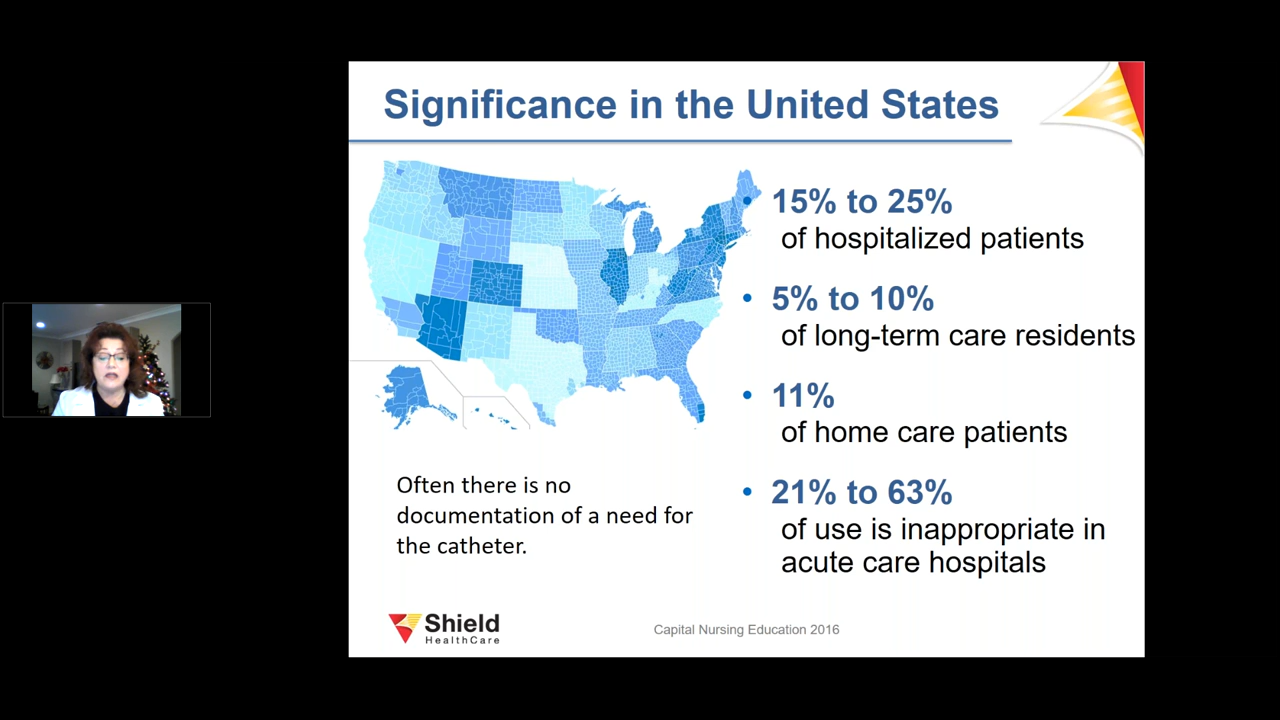 Significance in the United States
• 15% to 25%
of hospitalized patients
• 5% to 10%
of long-term care residents
• 11%
of home care patients
• 21% to 63%
of use is inappropriate in
acute care hospitals
Often there is no
documentation of a need for
the catheter.
Shield
HealthCare
Capital Nursing Education 2016